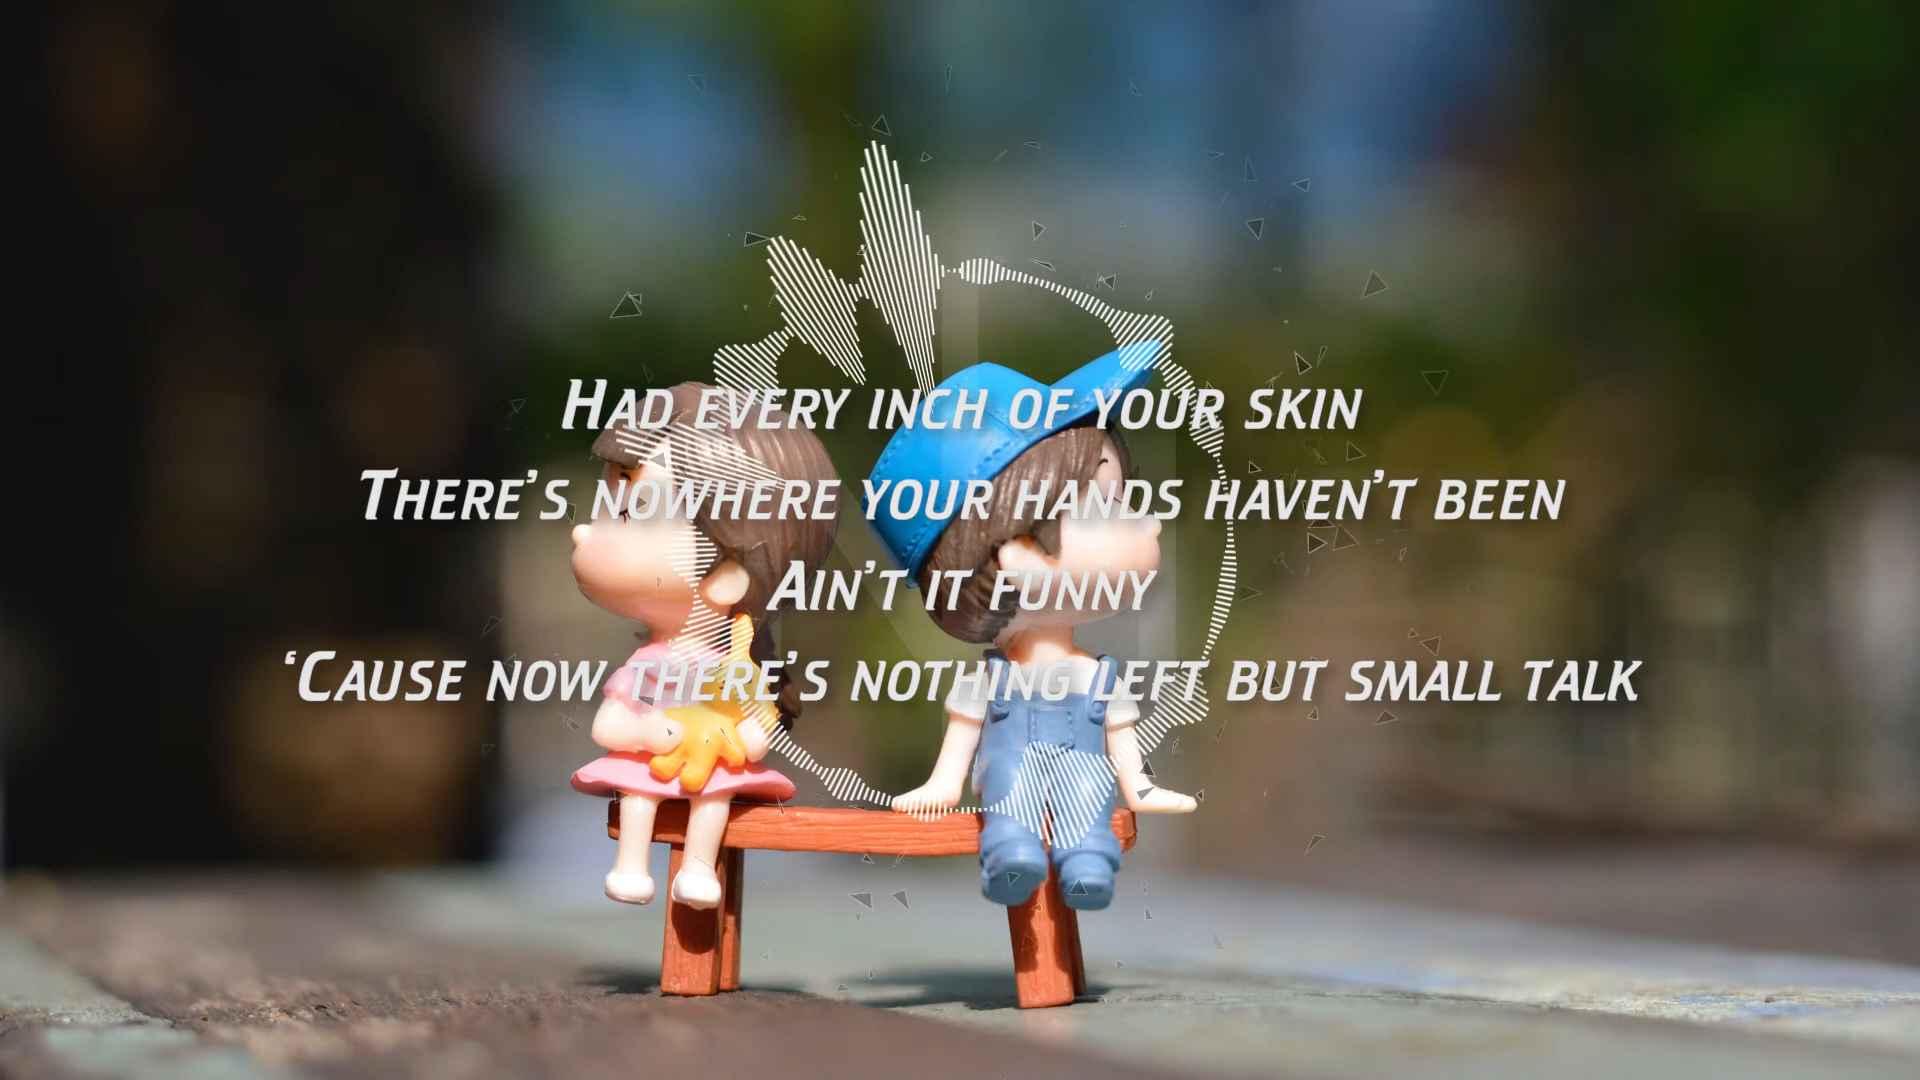 Had every inch of your skin
There's nowhere your hands haven't been
Ain't it funny
‘Cause now there's nothing left but small talk